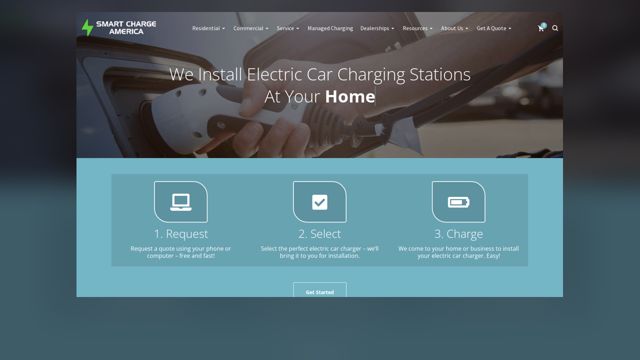 SMART CHARGE
AMERICA
Residential
Commercial
Service
Managed Charging
Dealerships
Resources
About Us
Get A Quote
We Install Electric Car Charging Stations
At Your Home
1. Request
Request a quote using your phone or
computer – free and fast!
2. Select
Select the perfect electric car charger – we'll
bring it to you for installation.
3. Charge
We come to your home or business to install
your electric car charger. Easy!
Get Started